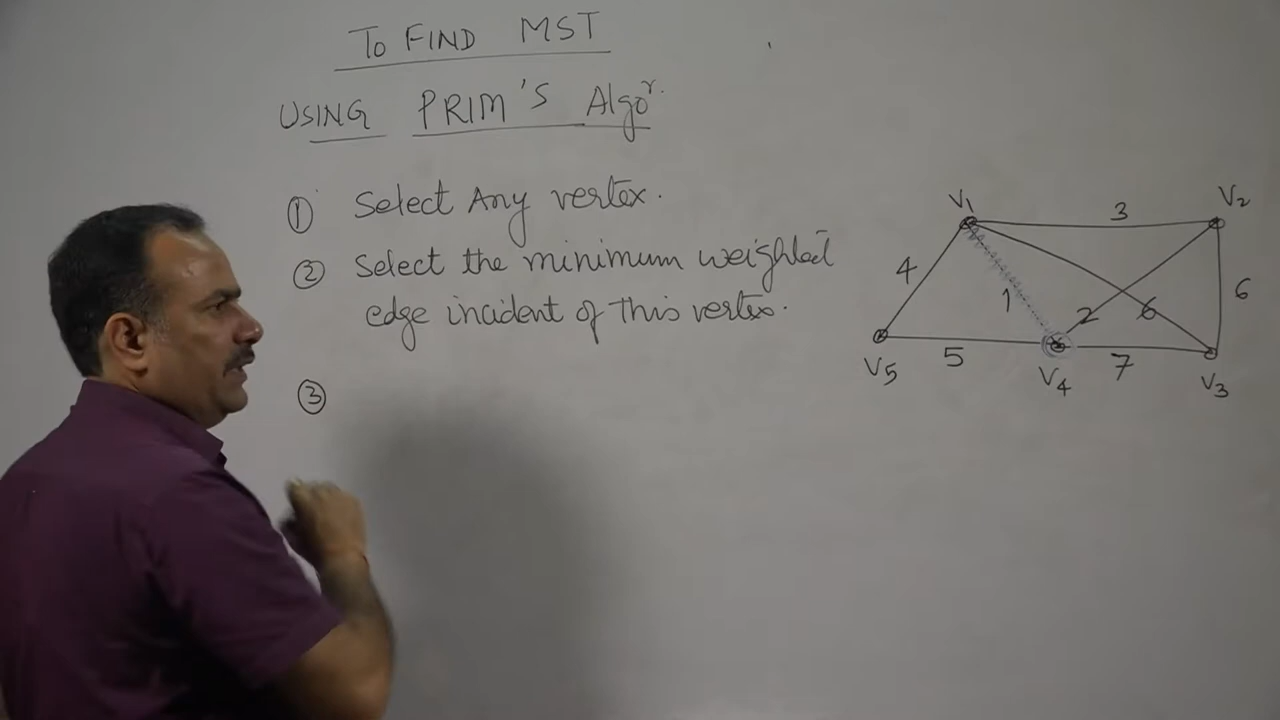 To FIND MST
USING PRIM'S Algoʳ.
① Select Any vertex.
② Select the minimum weighted
edge incident of this vertex.
③
V₁ 3 V₂
4 1 2 6 6
V₅ 5 V₄ 7 V₃